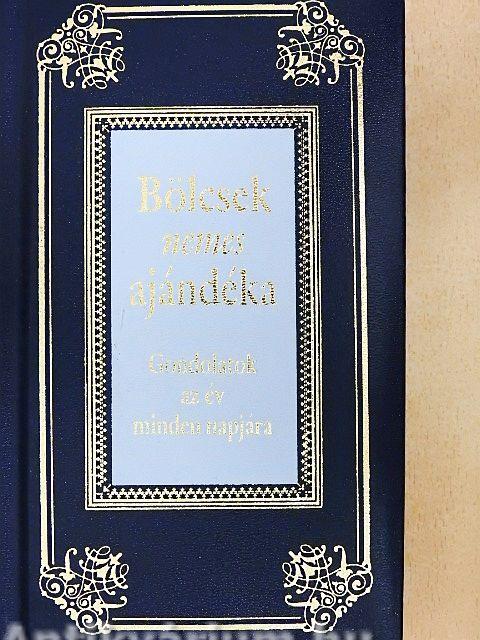 Bölcsek
nemes
ajándéka
Gondolatok
az év
minden napjára